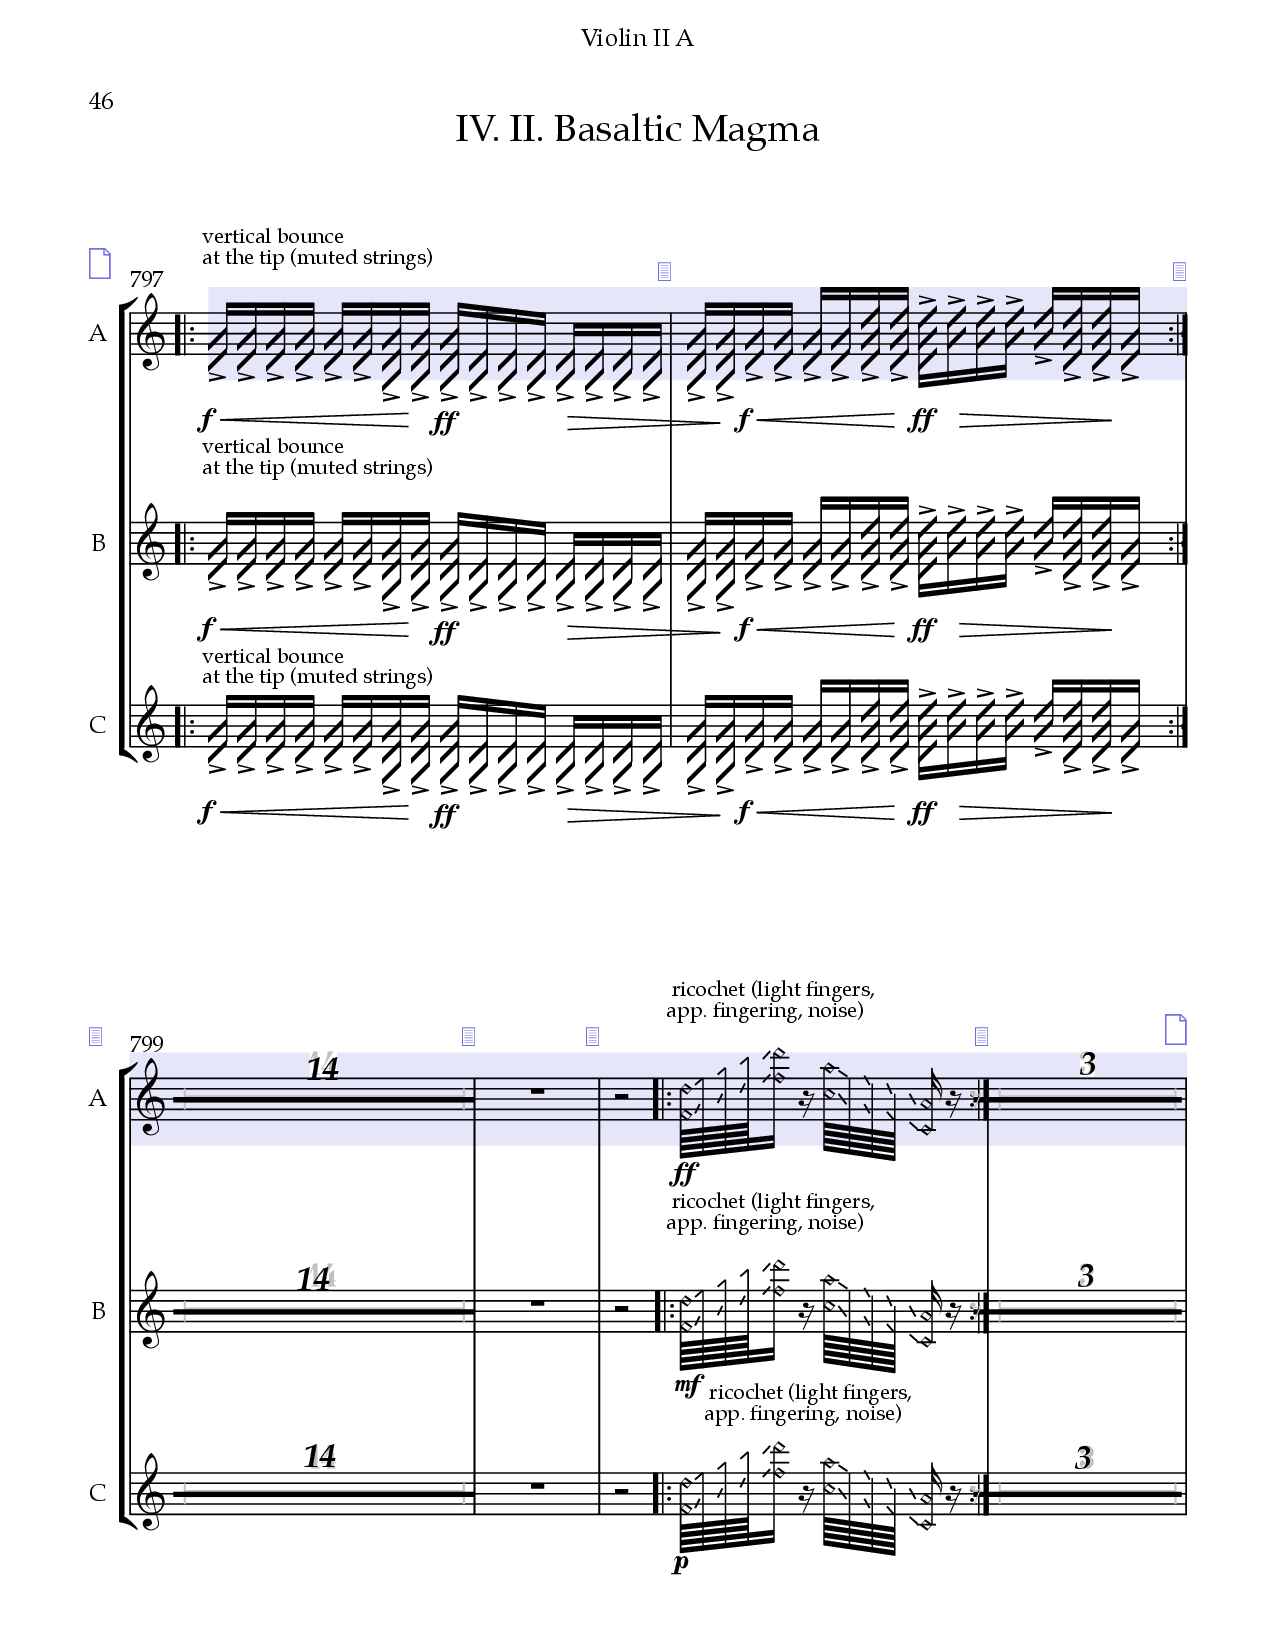 Violin II A
46
IV. II. Basaltic Magma
vertical bounce
at the tip (muted strings)
797
A
f ff f ff
vertical bounce
at the tip (muted strings)
B
f ff f ff
vertical bounce
at the tip (muted strings)
C
f ff f ff
ricochet (light fingers,
app. fingering, noise)
799
14 3
A
ff
ricochet (light fingers,
app. fingering, noise)
14 3
B
mf
ricochet (light fingers,
app. fingering, noise)
14 3
C
p